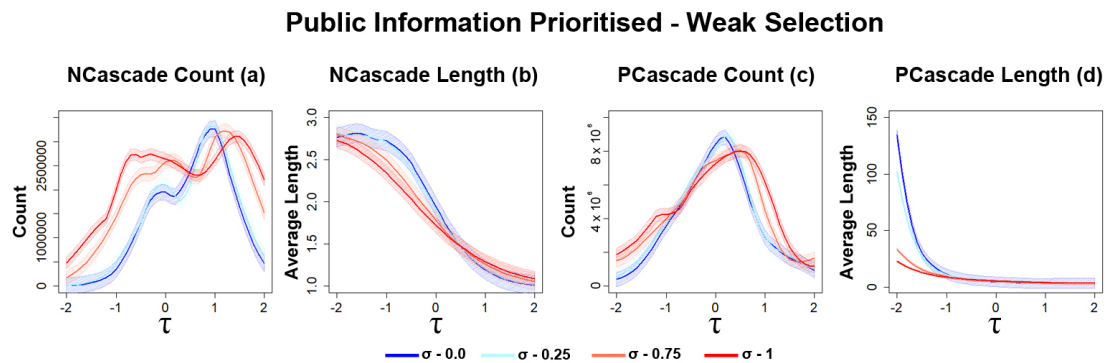 Public Information Prioritised - Weak Selection
NCascade Count (a)
Count
2500000
1000000
0
-2 -1 0 1 2
τ
NCascade Length (b)
Average Length
3.0
2.5
2.0
1.5
1.0
-2 -1 0 1 2
τ
PCascade Count (c)
Count
8 × 10⁶
4 × 10⁶
0
-2 -1 0 1 2
τ
PCascade Length (d)
Average Length
150
100
50
0
-2 -1 0 1 2
τ
σ - 0.0 σ - 0.25 σ - 0.75 σ - 1